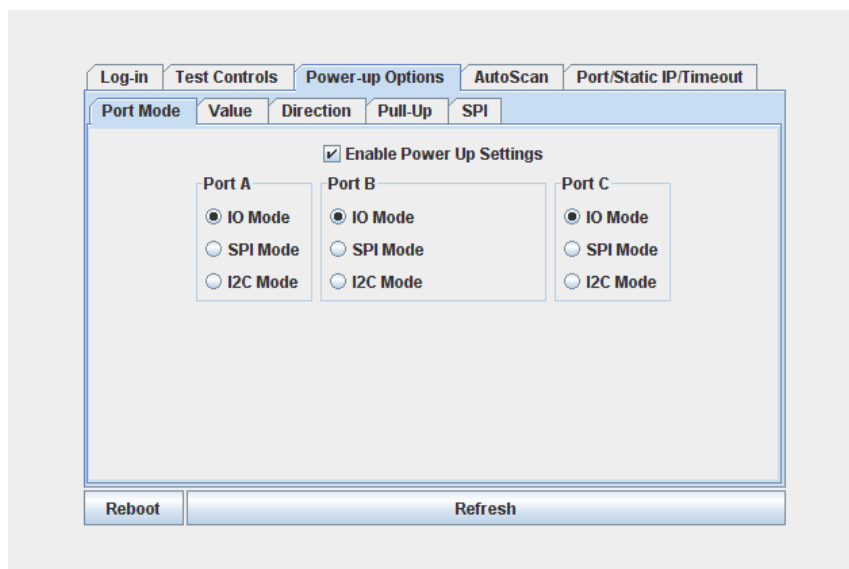 Log-in Test Controls Power-up Options AutoScan Port/Static IP/Timeout
Port Mode Value Direction Pull-Up SPI
Enable Power Up Settings
Port A Port B Port C
IO Mode IO Mode IO Mode
SPI Mode SPI Mode SPI Mode
I2C Mode I2C Mode I2C Mode
Reboot Refresh